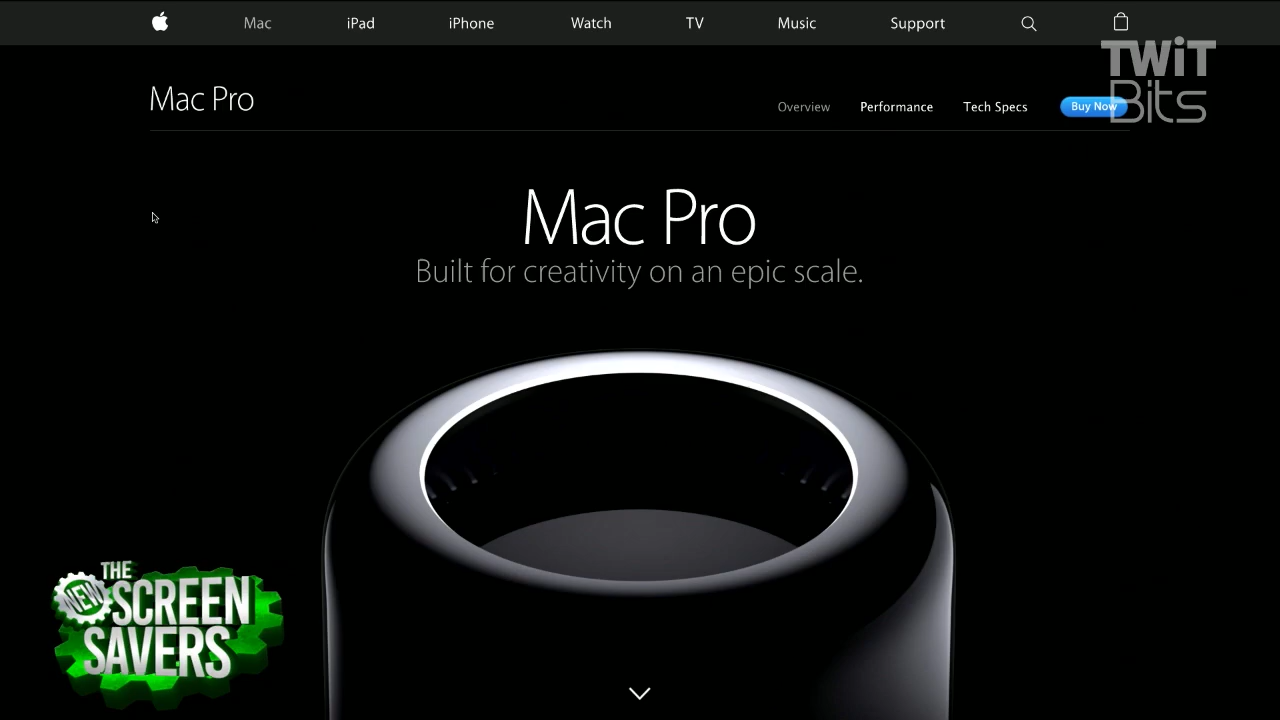 Mac
iPad
iPhone
Watch
TV
Music
Support
TWiT
Bits
Mac Pro
Overview
Performance
Tech Specs
Buy Now
Mac Pro
Built for creativity on an epic scale.
THE
NEW
SCREEN
SAVERS